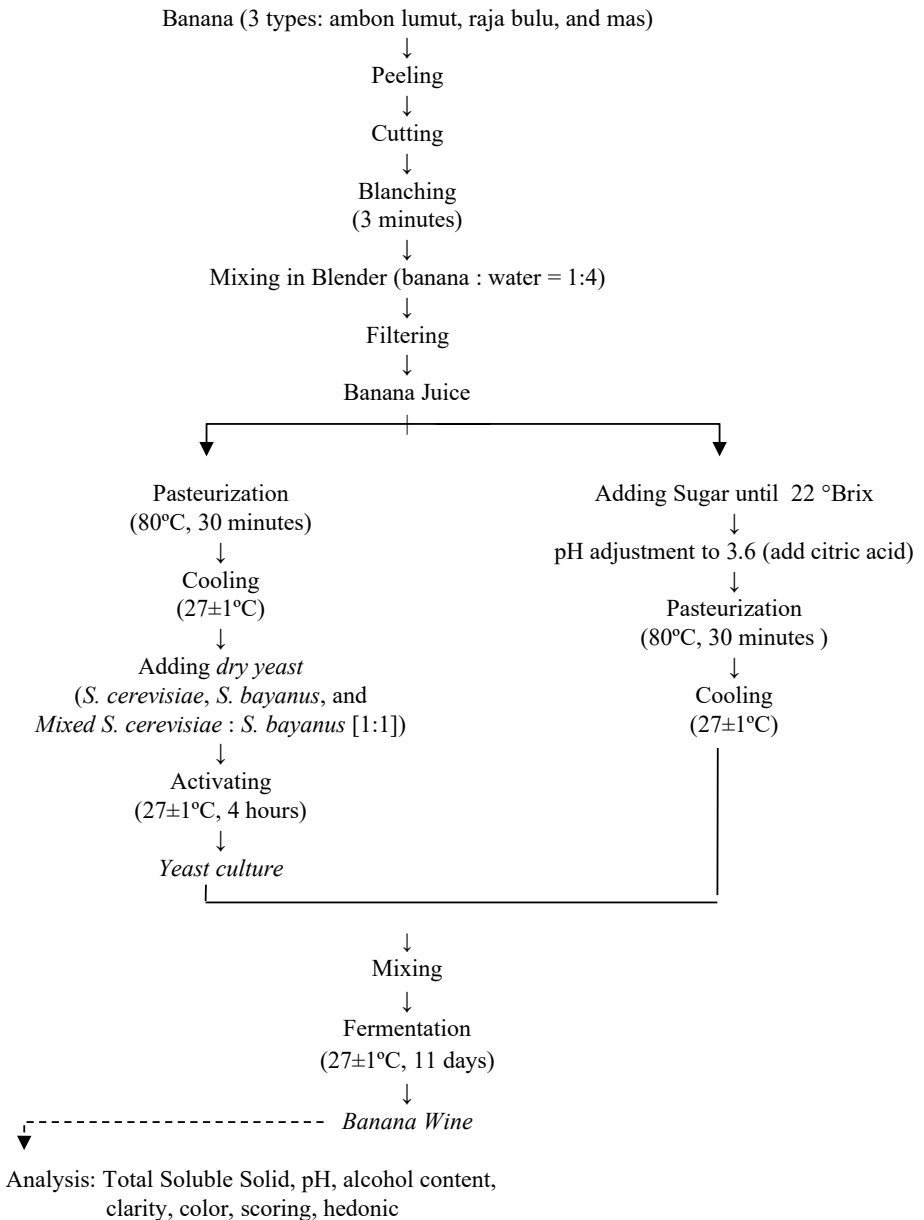 Banana (3 types: ambon lumut, raja bulu, and mas)
↓
Peeling
↓
Cutting
↓
Blanching
(3 minutes)
↓
Mixing in Blender (banana : water = 1:4)
↓
Filtering
↓
Banana Juice
Pasteurization
(80ºC, 30 minutes)
↓
Cooling
(27±1ºC)
↓
Adding dry yeast
(S. cerevisiae, S. bayanus, and
Mixed S. cerevisiae : S. bayanus [1:1])
↓
Activating
(27±1ºC, 4 hours)
↓
Yeast culture
Adding Sugar until 22 °Brix
↓
pH adjustment to 3.6 (add citric acid)
↓
Pasteurization
(80ºC, 30 minutes )
↓
Cooling
(27±1ºC)
↓
Mixing
↓
Fermentation
(27±1ºC, 11 days)
↓
Banana Wine
Analysis: Total Soluble Solid, pH, alcohol content,
clarity, color, scoring, hedonic